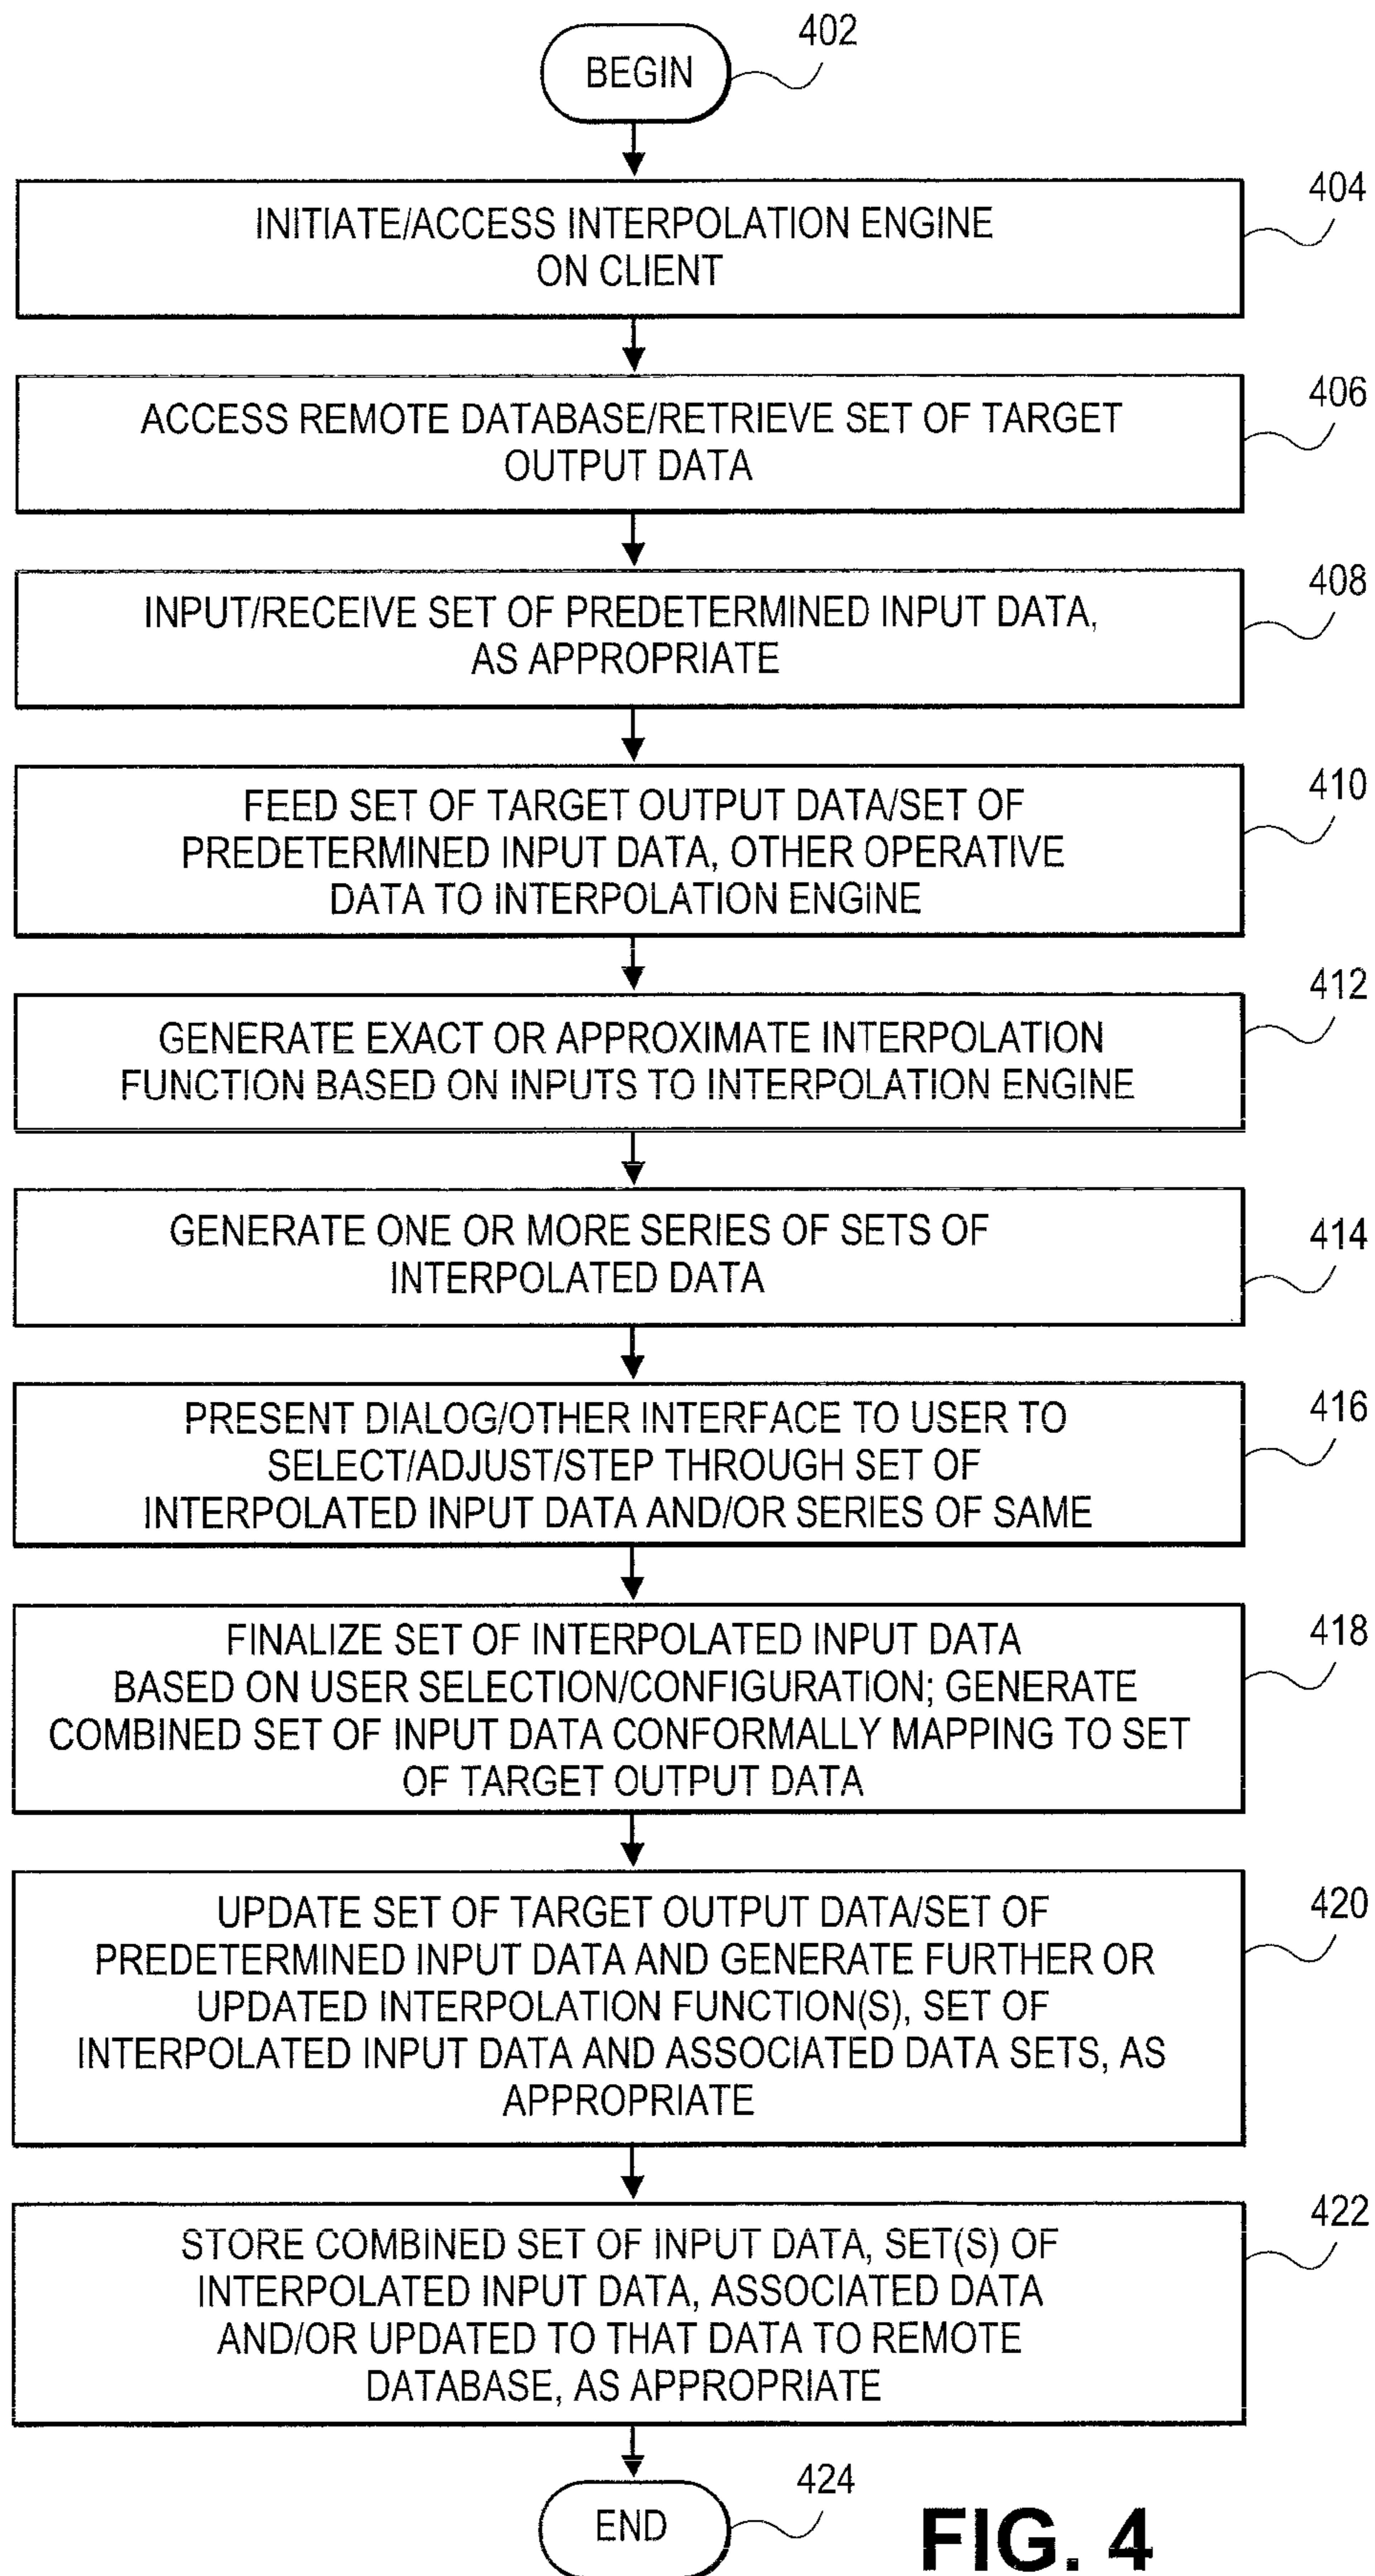 402
BEGIN
404
INITIATE/ACCESS INTERPOLATION ENGINE
ON CLIENT
406
ACCESS REMOTE DATABASE/RETRIEVE SET OF TARGET
OUTPUT DATA
408
INPUT/RECEIVE SET OF PREDETERMINED INPUT DATA,
AS APPROPRIATE
410
FEED SET OF TARGET OUTPUT DATA/SET OF
PREDETERMINED INPUT DATA, OTHER OPERATIVE
DATA TO INTERPOLATION ENGINE
412
GENERATE EXACT OR APPROXIMATE INTERPOLATION
FUNCTION BASED ON INPUTS TO INTERPOLATION ENGINE
414
GENERATE ONE OR MORE SERIES OF SETS OF
INTERPOLATED DATA
416
PRESENT DIALOG/OTHER INTERFACE TO USER TO
SELECT/ADJUST/STEP THROUGH SET OF
INTERPOLATED INPUT DATA AND/OR SERIES OF SAME
418
FINALIZE SET OF INTERPOLATED INPUT DATA
BASED ON USER SELECTION/CONFIGURATION; GENERATE
COMBINED SET OF INPUT DATA CONFORMALLY MAPPING TO SET
OF TARGET OUTPUT DATA
420
UPDATE SET OF TARGET OUTPUT DATA/SET OF
PREDETERMINED INPUT DATA AND GENERATE FURTHER OR
UPDATED INTERPOLATION FUNCTION(S), SET OF
INTERPOLATED INPUT DATA AND ASSOCIATED DATA SETS, AS
APPROPRIATE
422
STORE COMBINED SET OF INPUT DATA, SET(S) OF
INTERPOLATED INPUT DATA, ASSOCIATED DATA
AND/OR UPDATED TO THAT DATA TO REMOTE
DATABASE, AS APPROPRIATE
424
END
FIG. 4